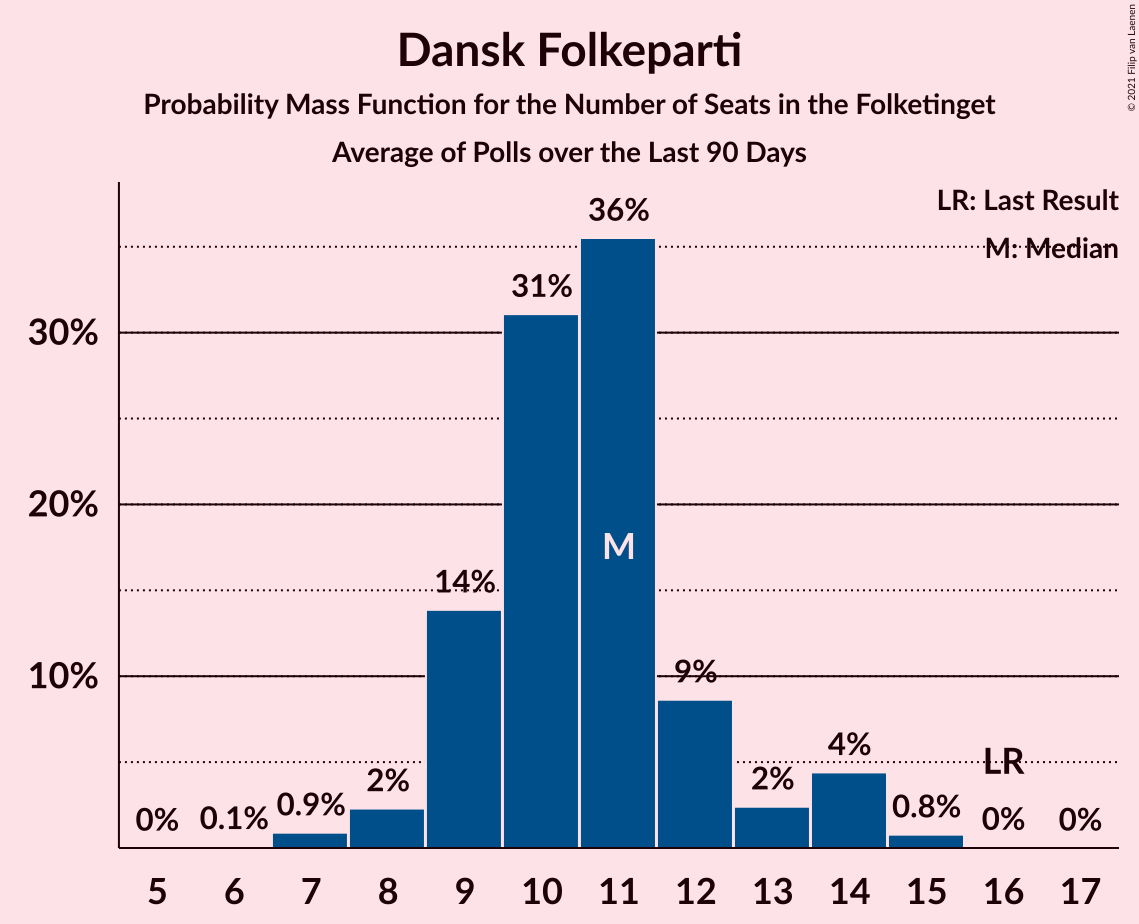 Dansk Folkeparti
Probability Mass Function for the Number of Seats in the Folketinget
Average of Polls over the Last 90 Days
© 2021 Filip van Laenen
LR: Last Result
M: Median
36%
31%
30%
20%
M
14%
10%
9%
LR
4%
2%
2%
0.9%
0.8%
0%
0.1%
0%
0%
5 6 7 8 9 10 11 12 13 14 15 16 17